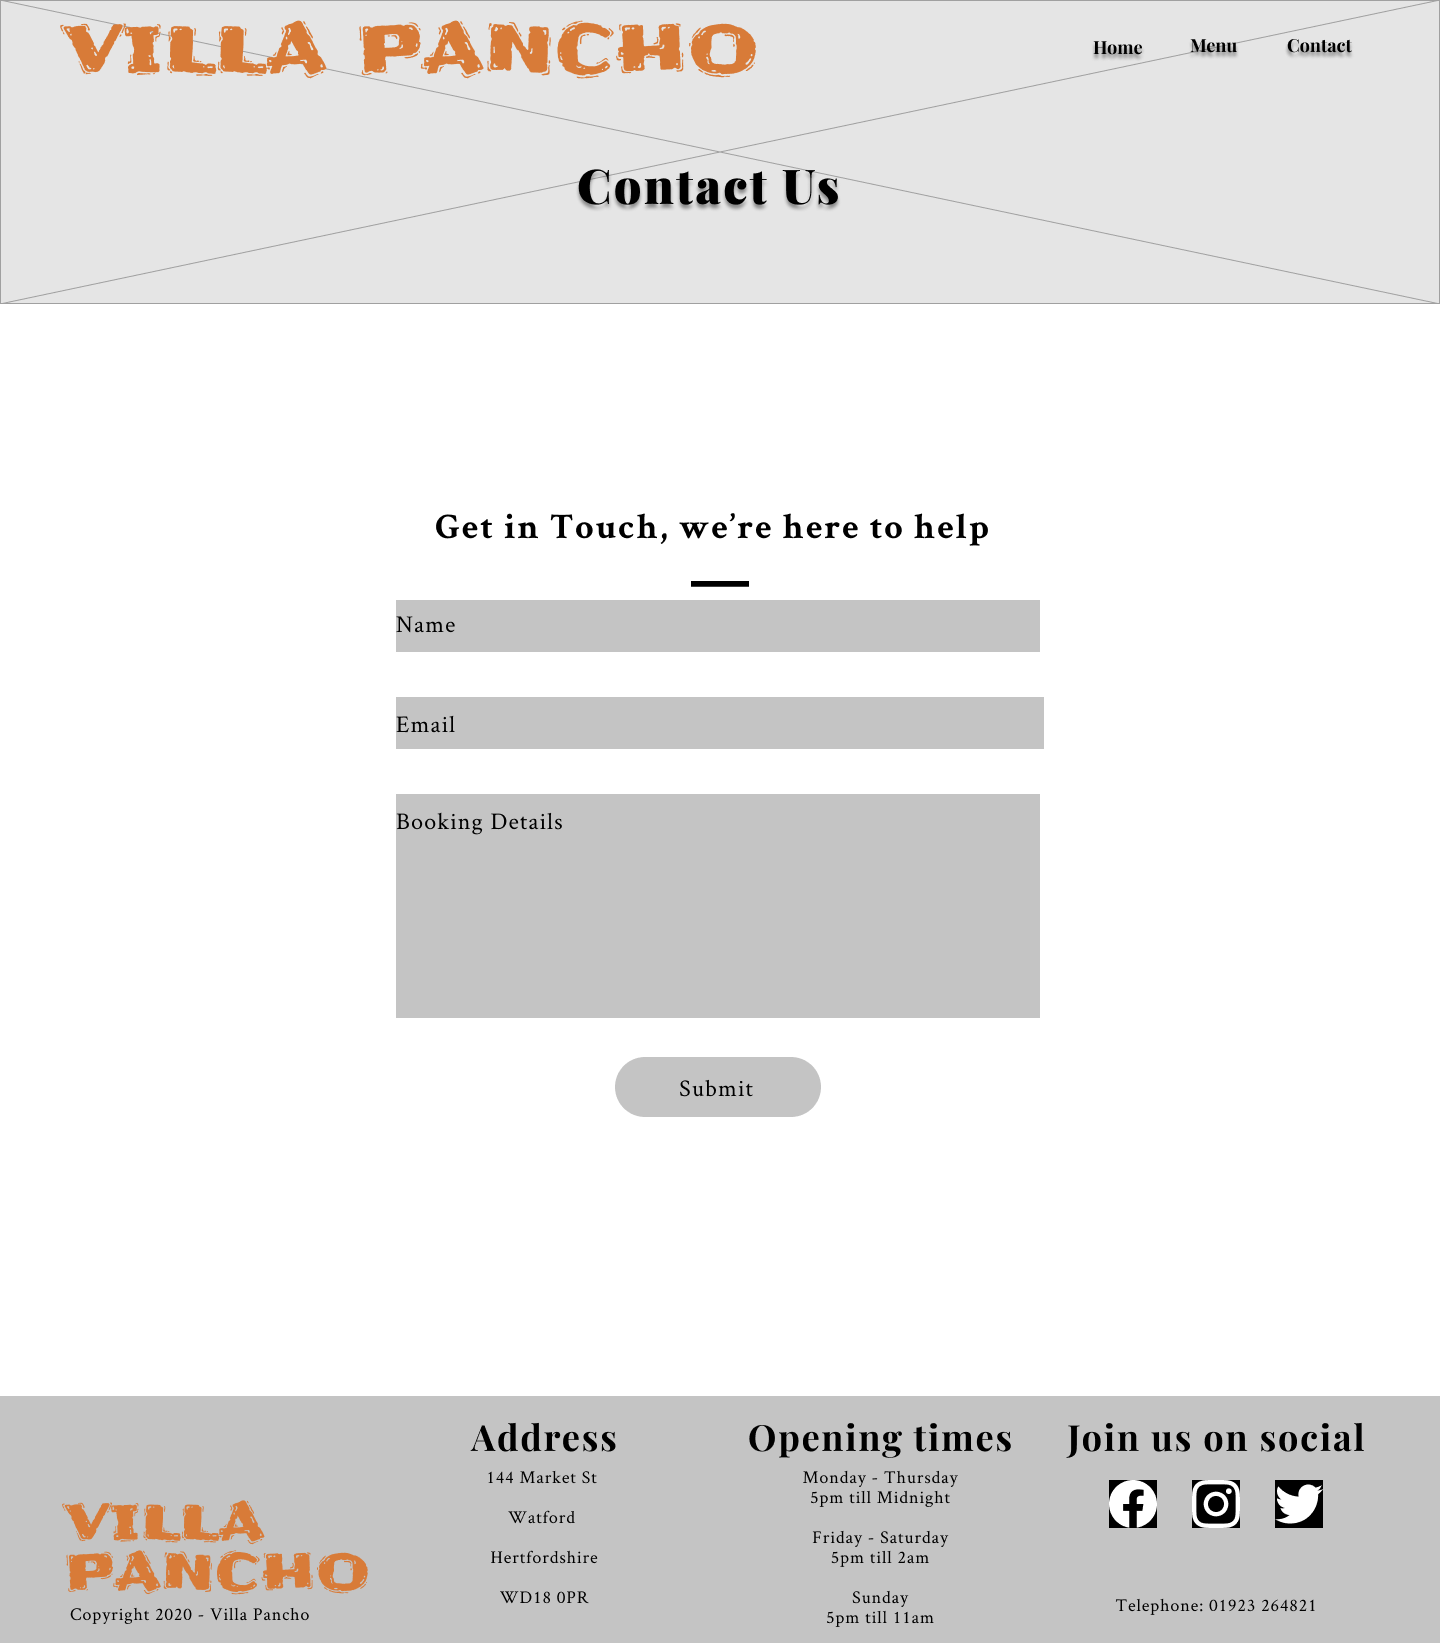 VILLA PANCHO
Home Menu Contact
Contact Us
Get in Touch, we’re here to help
Name
Email
Booking Details
Submit
VILLA
PANCHO
Copyright 2020 - Villa Pancho
Address
144 Market St
Watford
Hertfordshire
WD18 0PR
Opening times
Monday - Thursday
5pm till Midnight
Friday - Saturday
5pm till 2am
Sunday
5pm till 11am
Join us on social
Telephone: 01923 264821